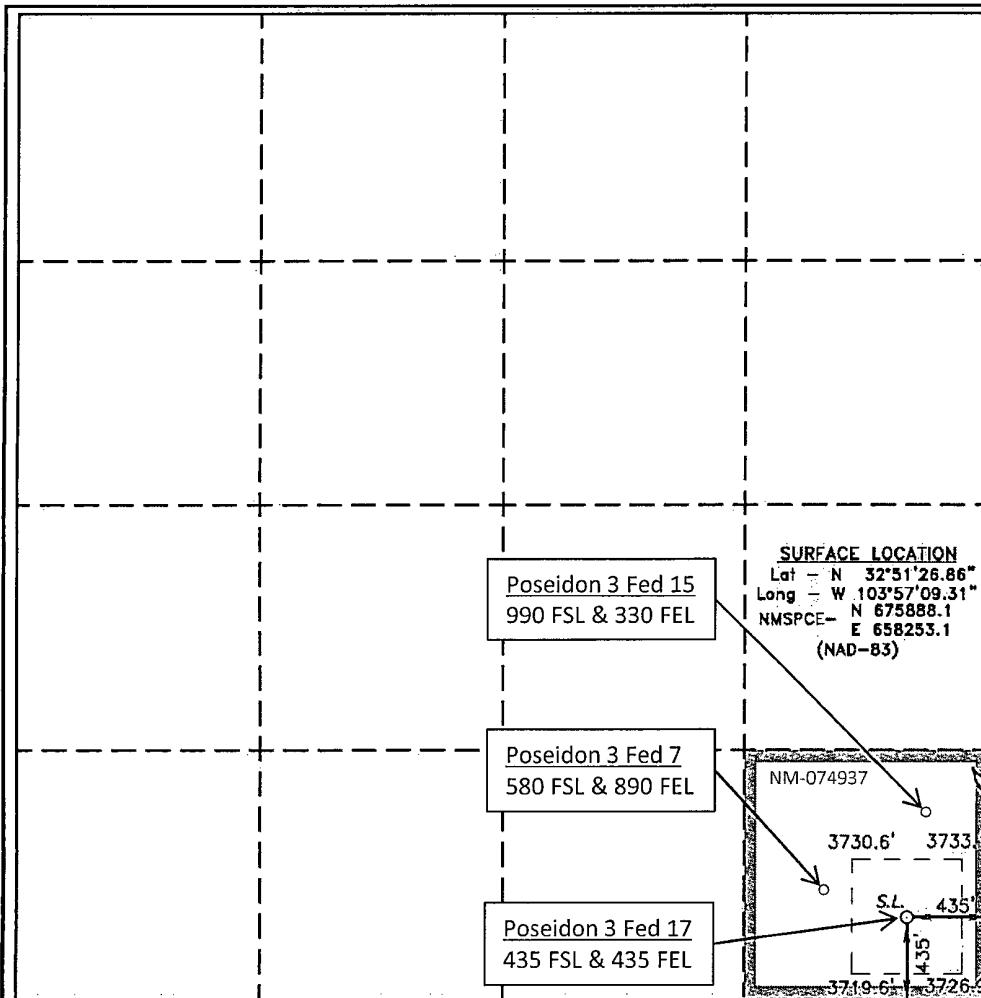 SURFACE LOCATION
Lat - N 32°51'26.86"
Long - W 103°57'09.31"
NMSPCE- N 675888.1
E 658253.1
(NAD-83)
Poseidon 3 Fed 15
990 FSL & 330 FEL
Poseidon 3 Fed 7
580 FSL & 890 FEL
NM-074937
3730.6' 3733.
S.L. 435'
Poseidon 3 Fed 17
435 FSL & 435 FEL
435'
3719.6' 3726.